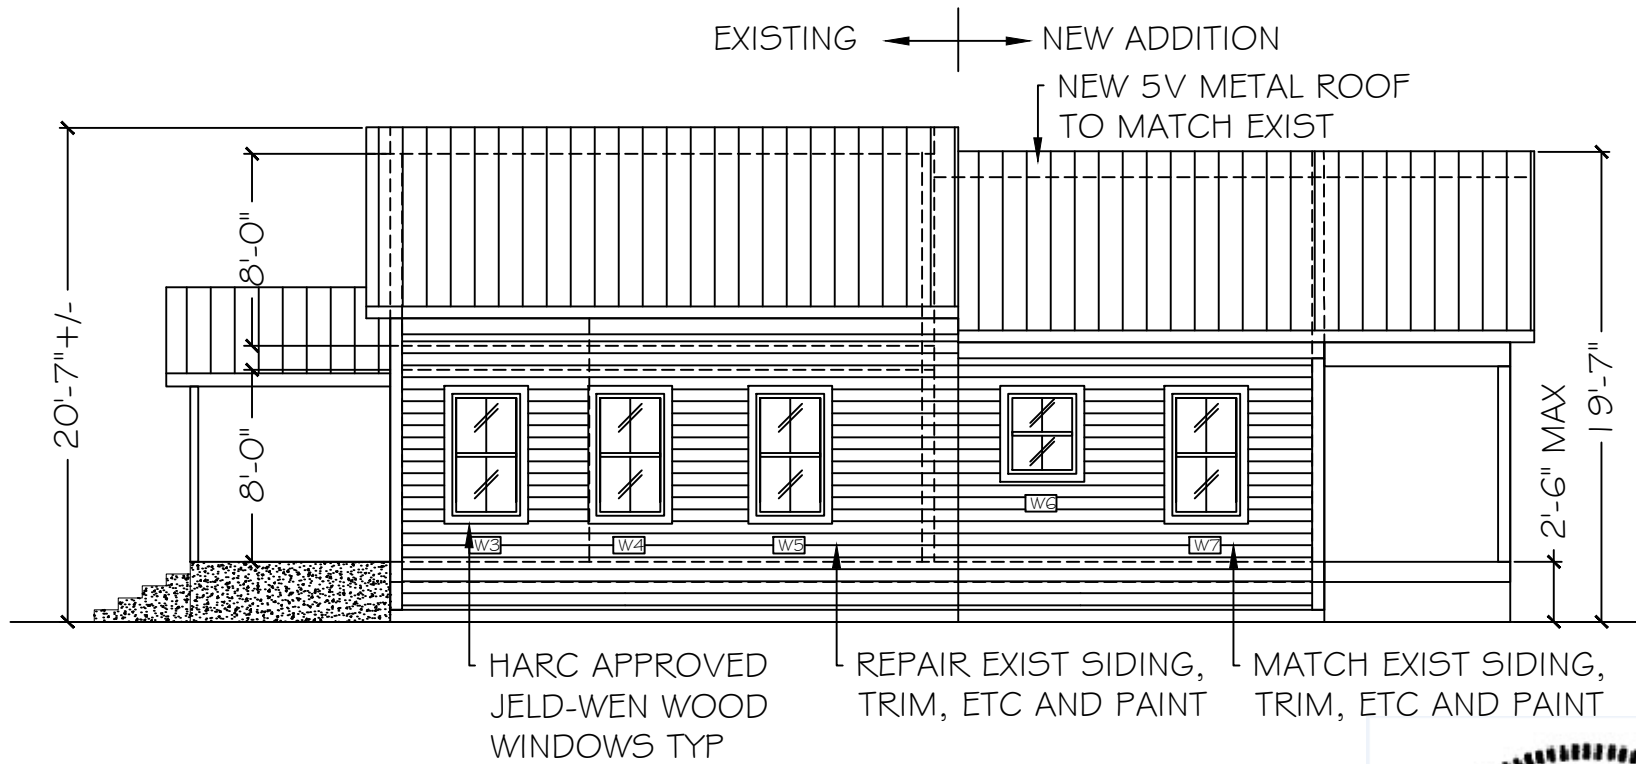 EXISTING
NEW ADDITION
NEW 5V METAL ROOF
TO MATCH EXIST
20'-7"+/-
8'-0"
8'-0"
19'-7"
2'-6" MAX
W3
W4
W5
W6
W7
HARC APPROVED
JELD-WEN WOOD
WINDOWS TYP
REPAIR EXIST SIDING,
TRIM, ETC AND PAINT
MATCH EXIST SIDING,
TRIM, ETC AND PAINT